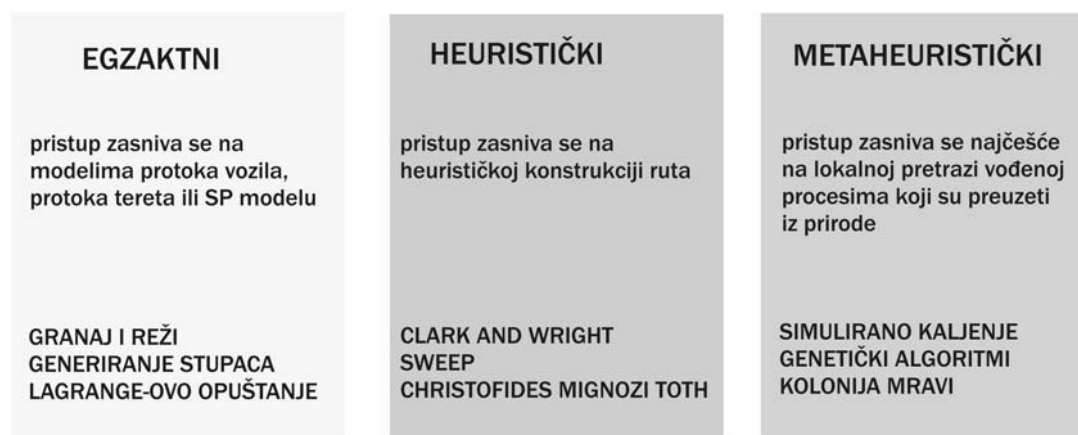 EGZAKTNI
pristup zasniva se na
modelima protoka vozila,
protoka tereta ili SP modelu
GRANAJ I REŽI
GENERIRANJE STUPACA
LAGRANGE-OVO OPUŠTANJE
HEURISTIČKI
pristup zasniva se na
heurističkoj konstrukciji ruta
CLARK AND WRIGHT
SWEEP
CHRISTOFIDES MIGNOZI TOTH
METAHEURISTIČKI
pristup zasniva se najčešće
na lokalnoj pretrazi vođenoj
procesima koji su preuzeti
iz prirode
SIMULIRANO KALJENJE
GENETIČKI ALGORITMI
KOLONIJA MRAVI